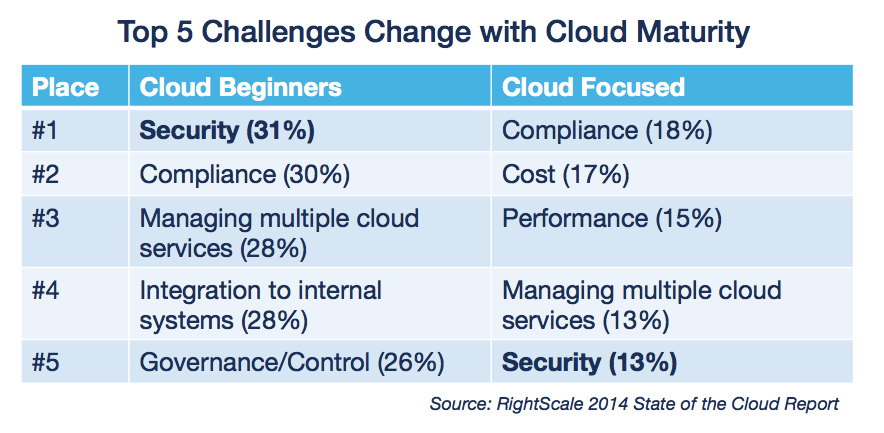 Top 5 Challenges Change with Cloud Maturity
Place Cloud Beginners Cloud Focused
#1 Security (31%) Compliance (18%)
#2 Compliance (30%) Cost (17%)
#3 Managing multiple cloud Performance (15%)
services (28%)
#4 Integration to internal Managing multiple cloud
systems (28%) services (13%)
#5 Governance/Control (26%) Security (13%)
Source: RightScale 2014 State of the Cloud Report